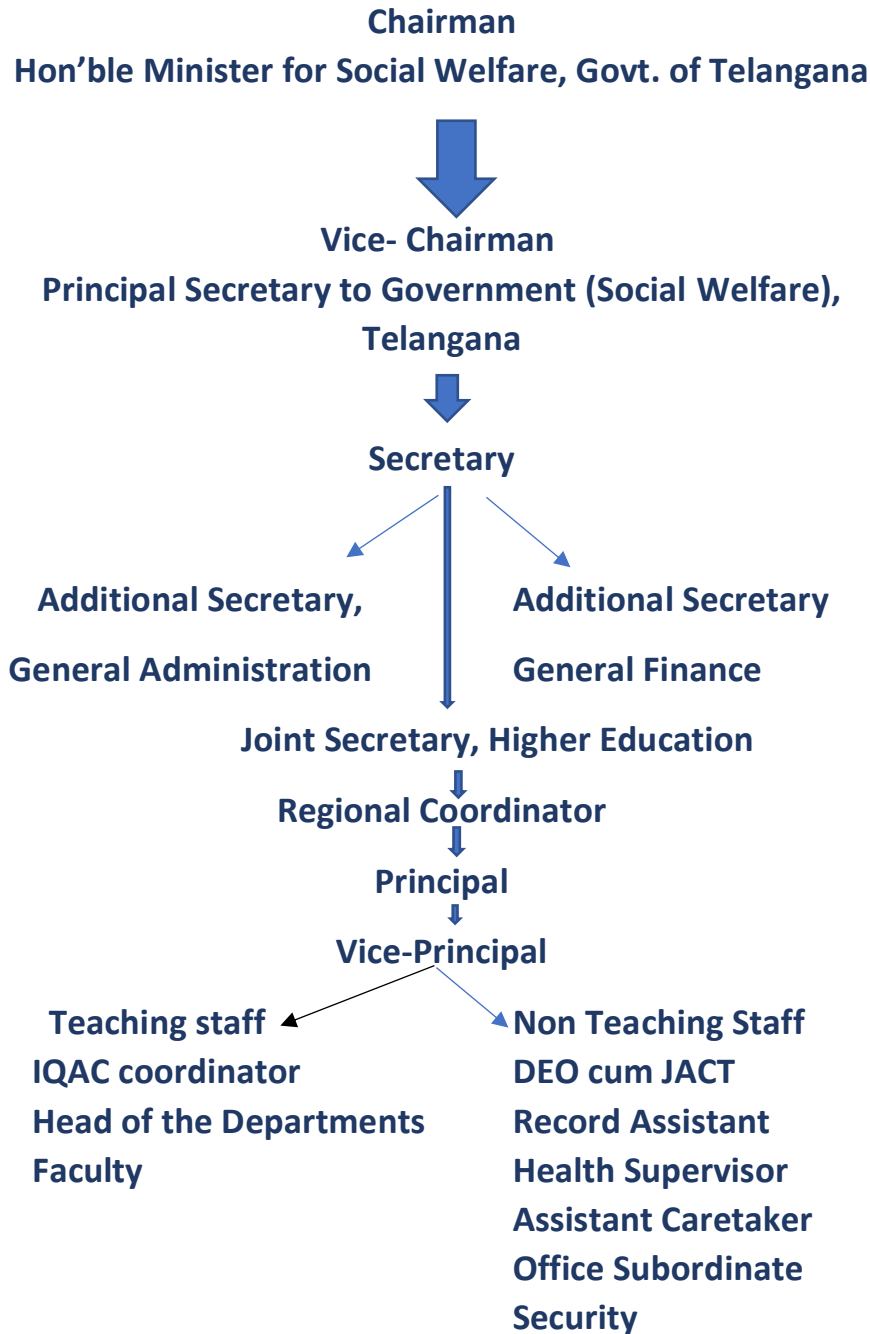 Chairman
Hon’ble Minister for Social Welfare, Govt. of Telangana
Vice- Chairman
Principal Secretary to Government (Social Welfare),
Telangana
Secretary
Additional Secretary,
General Administration
Additional Secretary
General Finance
Joint Secretary, Higher Education
Regional Coordinator
Principal
Vice-Principal
Teaching staff
IQAC coordinator
Head of the Departments
Faculty
Non Teaching Staff
DEO cum JACT
Record Assistant
Health Supervisor
Assistant Caretaker
Office Subordinate
Security